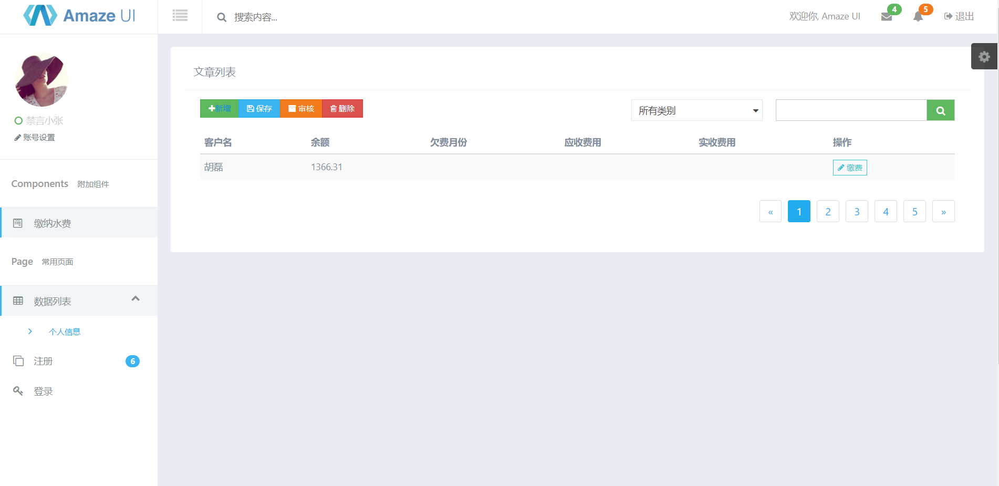 Amaze UI
搜索内容...
欢迎你, Amaze UI
4
5
退出
禁言小张
账号设置
Components 附加组件
缴纳水费
Page 常用页面
数据列表
个人信息
注册 6
登录
文章列表
新增 保存 审核 删除
所有类别
客户名 余额 欠费月份 应收费用 实收费用 操作
胡磊 1366.31 缴费
« 1 2 3 4 5 »